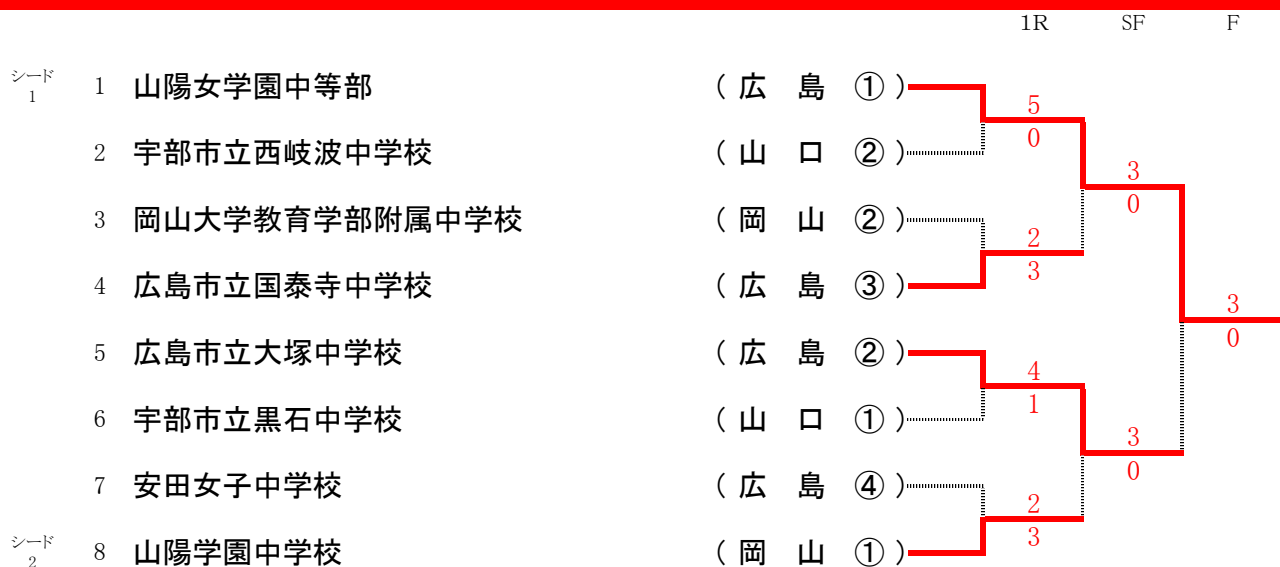 1R SF F
シード 1 1 山陽女学園中等部 ( 広 島 ① )
5
0
2 宇部市立西岐波中学校 ( 山 口 ② )
3
0
3 岡山大学教育学部附属中学校 ( 岡 山 ② )
2
3
4 広島市立国泰寺中学校 ( 広 島 ③ )
3
0
5 広島市立大塚中学校 ( 広 島 ② )
4
1
6 宇部市立黒石中学校 ( 山 口 ① )
3
0
7 安田女子中学校 ( 広 島 ④ )
2
3
シード 2 8 山陽学園中学校 ( 岡 山 ① )